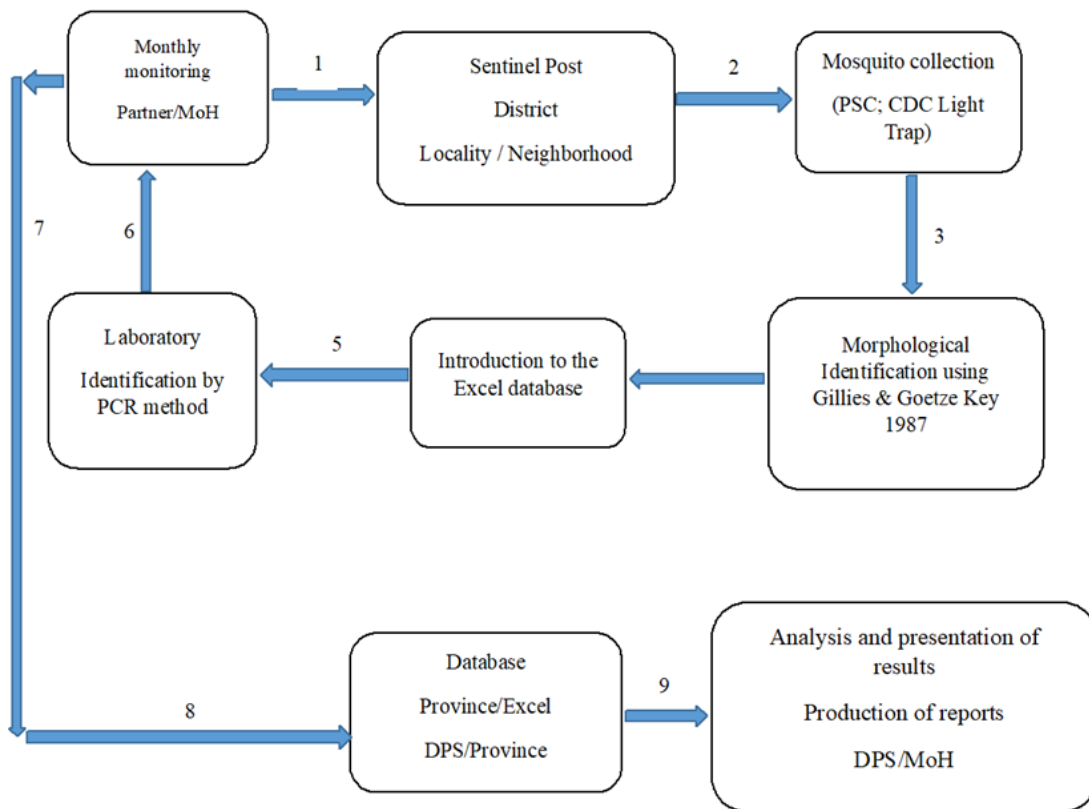 Monthly
monitoring
Partner/MoH
1
Sentinel Post
District
Locality / Neighborhood
2
Mosquito collection
(PSC; CDC Light
Trap)
3
Morphological
Identification using
Gillies & Goetze Key
1987
Introduction to the
Excel database
5
Laboratory
Identification by
PCR method
6
7
8
Database
Province/Excel
DPS/Province
9
Analysis and presentation of
results
Production of reports
DPS/MoH